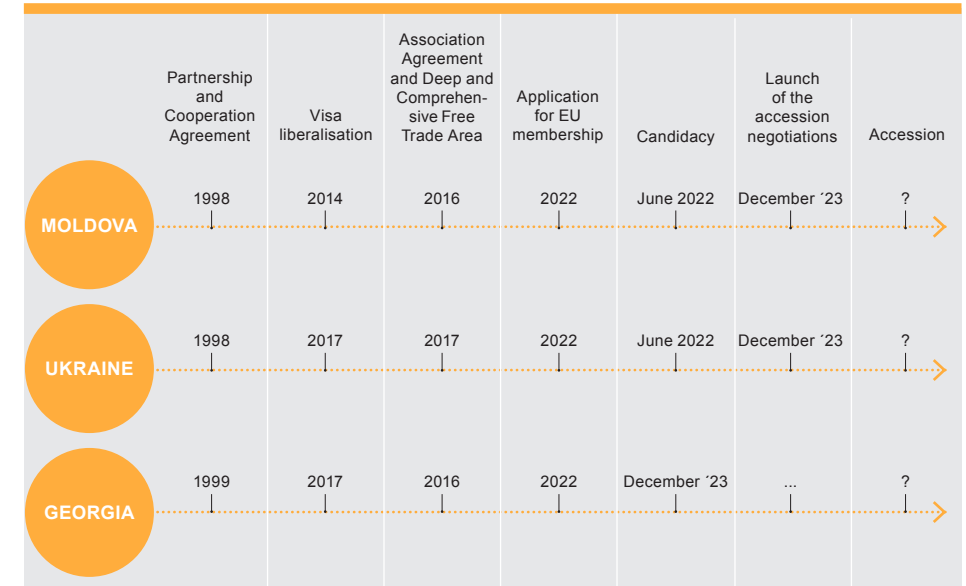 Partnership
and
Cooperation
Agreement
Visa
liberalisation
Association
Agreement
and Deep and
Comprehen-
sive Free
Trade Area
Application
for EU
membership
Candidacy
Launch
of the
accession
negotiations
Accession
MOLDOVA
1998
2014
2016
2022
June 2022
December ´23
?
UKRAINE
1998
2017
2017
2022
June 2022
December ´23
?
GEORGIA
1999
2017
2016
2022
December ´23
...
?